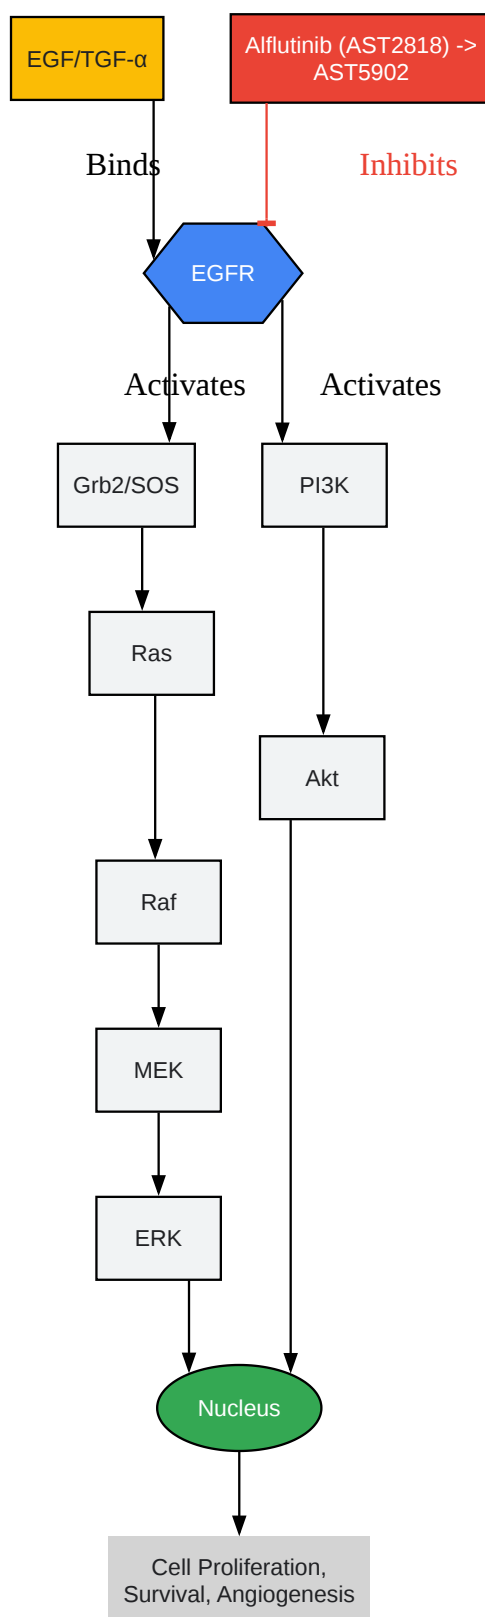 EGF/TGF-α
Alflutinib (AST2818) ->
AST5902
Binds
Inhibits
EGFR
Activates
Activates
Grb2/SOS
PI3K
Ras
Akt
Raf
MEK
ERK
Nucleus
Cell Proliferation,
Survival, Angiogenesis